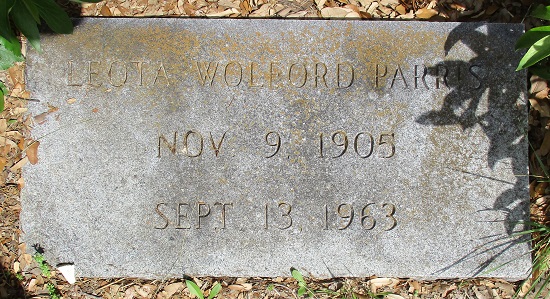 LEOTA WOLFORD PARRIS
NOV. 9, 1905
SEPT. 13, 1963